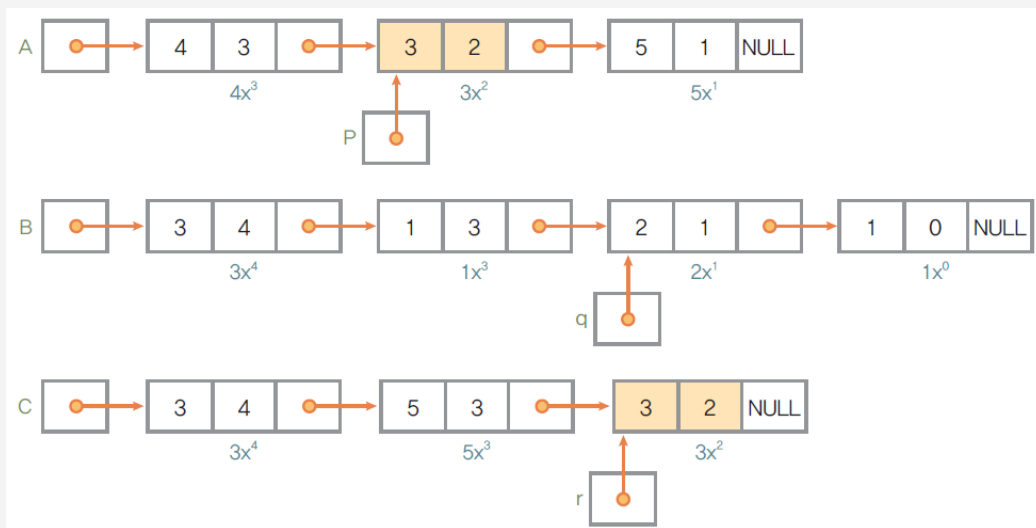 A 4 3 3 2 5 1 NULL
4x³ 3x² 5x¹
P
B 3 4 1 3 2 1 1 0 NULL
3x⁴ 1x³ 2x¹ 1x⁰
q
C 3 4 5 3 3 2 NULL
3x⁴ 5x³ 3x²
r